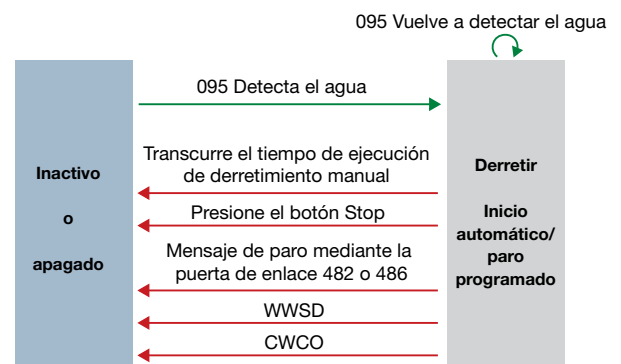 095 Vuelve a detectar el agua
095 Detecta el agua
Transcurre el tiempo de ejecución
de derretimiento manual
Presione el botón Stop
Mensaje de paro mediante la
puerta de enlace 482 o 486
WWSD
CWCO
Inactivo
o
apagado
Derretir
Inicio
automático/
paro
programado